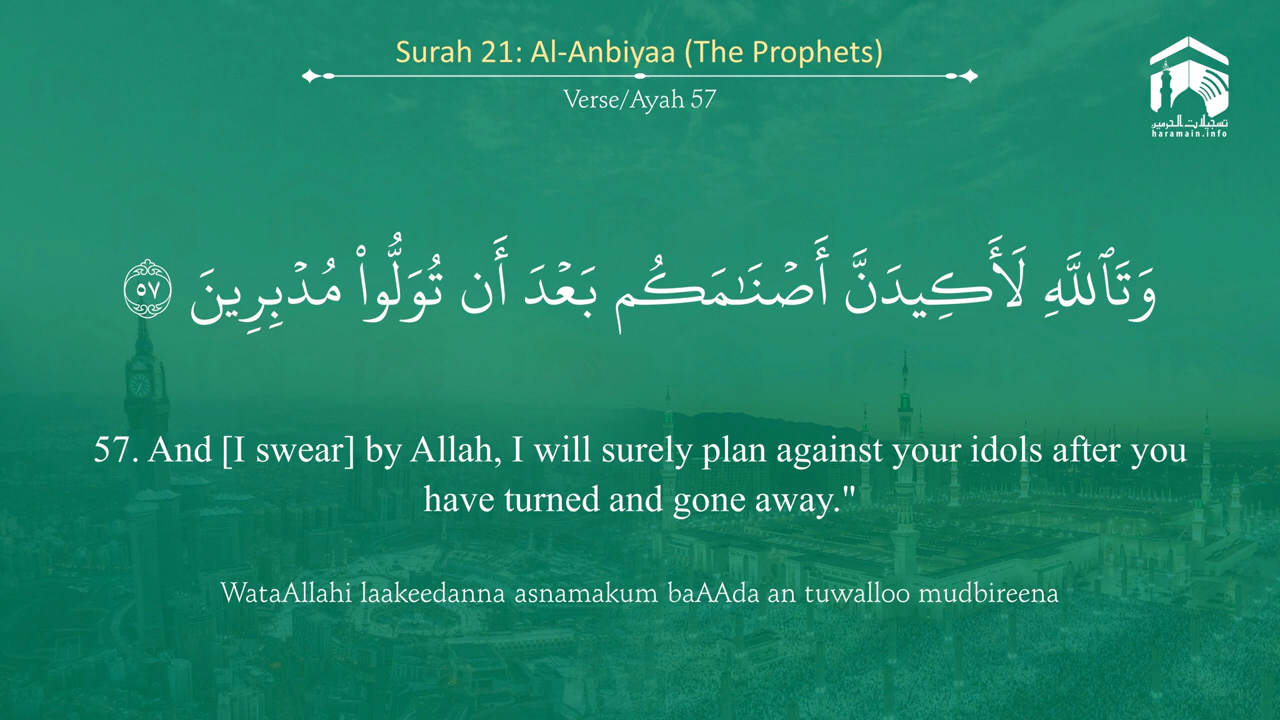 Surah 21: Al-Anbiyaa (The Prophets)
Verse/Ayah 57
تسجيلات الحرمين
haramain.info
وَتَٱللَّهِ لَأَكِيدَنَّ أَصْنَـٰمَكُم بَعْدَ أَن تُوَلُّوا۟ مُدْبِرِينَ ٥٧
57. And [I swear] by Allah, I will surely plan against your idols after you
have turned and gone away."
WataAllahi laakeedanna asnamakum baAAda an tuwalloo mudbireena